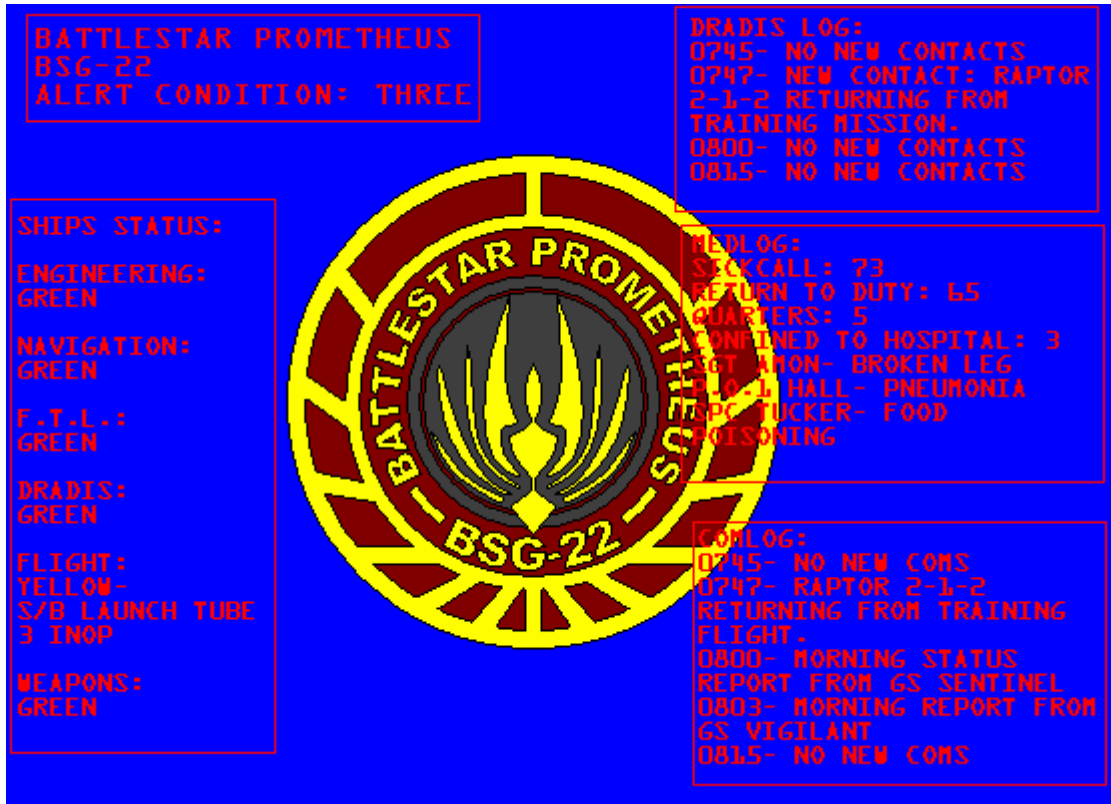 BATTLESTAR PROMETHEUS
BSG-22
ALERT CONDITION: THREE
DRADIS LOG:
0745- NO NEW CONTACTS
0747- NEW CONTACT: RAPTOR
2-1-2 RETURNING FROM
TRAINING MISSION.
0800- NO NEW CONTACTS
0815- NO NEW CONTACTS
SHIPS STATUS:
ENGINEERING:
GREEN
NAVIGATION:
GREEN
F.T.L.:
GREEN
DRADIS:
GREEN
FLIGHT:
YELLOW-
S/B LAUNCH TUBE
3 INOP
WEAPONS:
GREEN
BATTLESTAR PROMETHEUS
BSG-22
MEDLOG:
SICKCALL: 73
RETURN TO DUTY: 65
QUARTERS: 5
CONFINED TO HOSPITAL: 3
SGT AMON- BROKEN LEG
P.O.1 HALL- PNEUMONIA
SPC TUCKER- FOOD
POISONING
COMLOG:
0745- NO NEW COMS
0747- RAPTOR 2-1-2
RETURNING FROM TRAINING
FLIGHT.
0800- MORNING STATUS
REPORT FROM GS SENTINEL
0803- MORNING REPORT FROM
GS VIGILANT
0815- NO NEW COMS